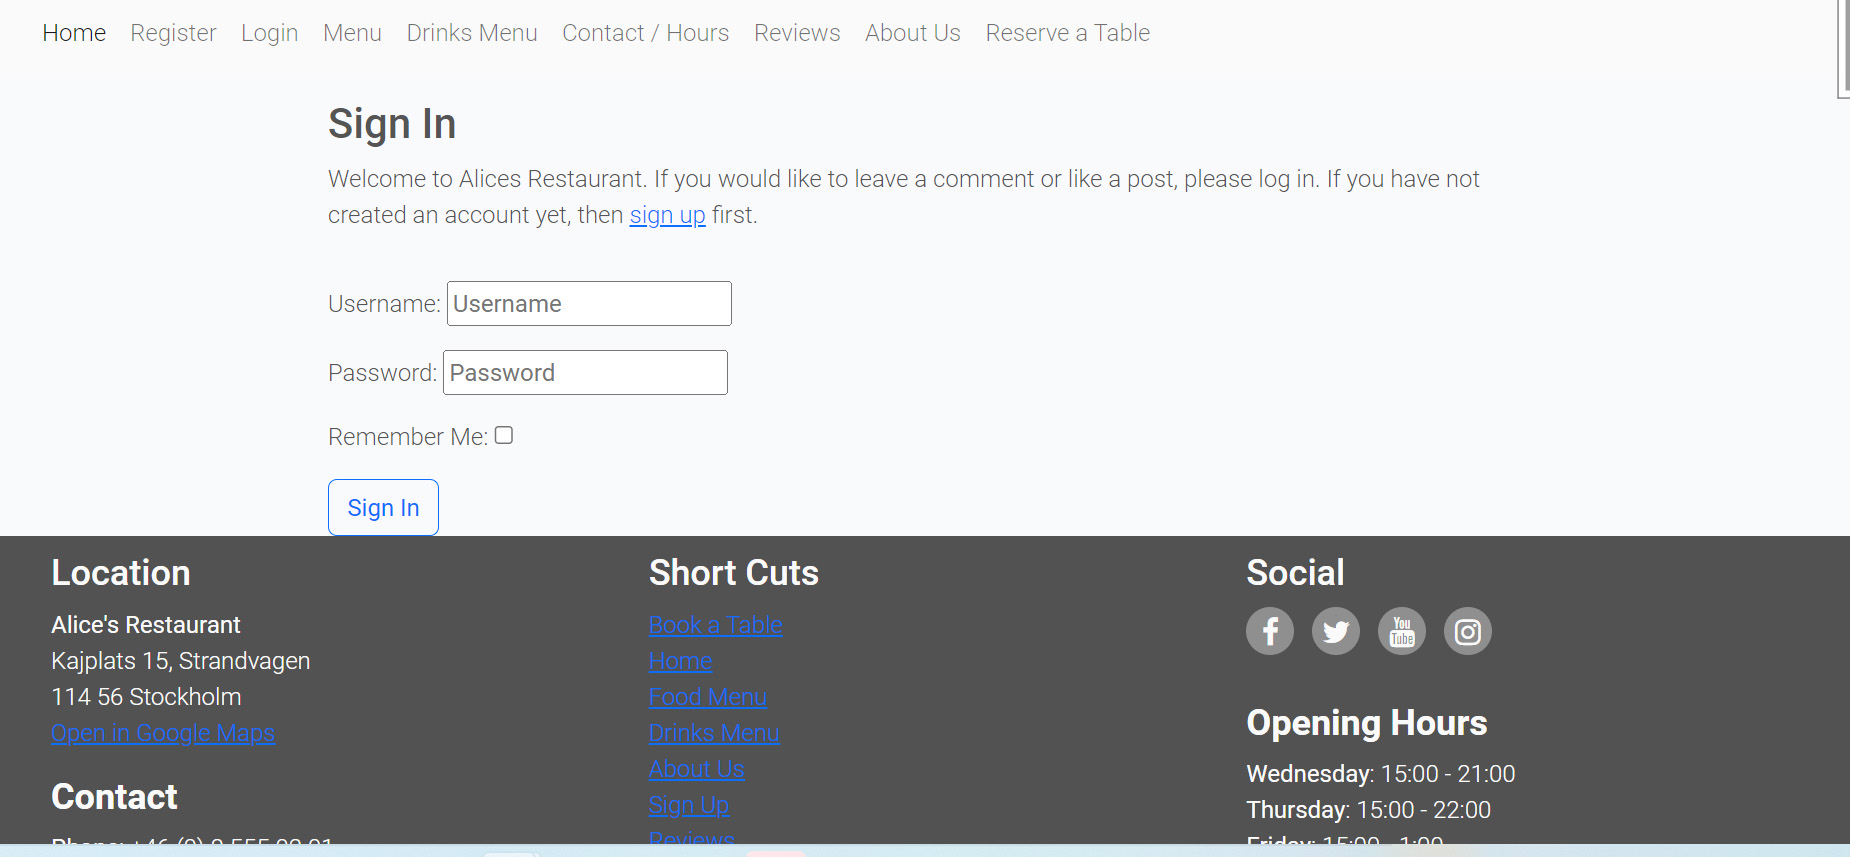 Home Register Login Menu Drinks Menu Contact / Hours Reviews About Us Reserve a Table
Sign In
Welcome to Alices Restaurant. If you would like to leave a comment or like a post, please log in. If you have not
created an account yet, then sign up first.
Username: Username
Password: Password
Remember Me:
Sign In
Location
Alice's Restaurant
Kajplats 15, Strandvagen
114 56 Stockholm
Open in Google Maps
Contact
Short Cuts
Book a Table
Home
Food Menu
Drinks Menu
About Us
Sign Up
Reviews
Social
You Tube
Opening Hours
Wednesday: 15:00 - 21:00
Thursday: 15:00 - 22:00
Friday: 15:00 - 1:00